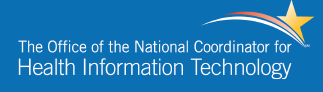 The Office of the National Coordinator for
Health Information Technology